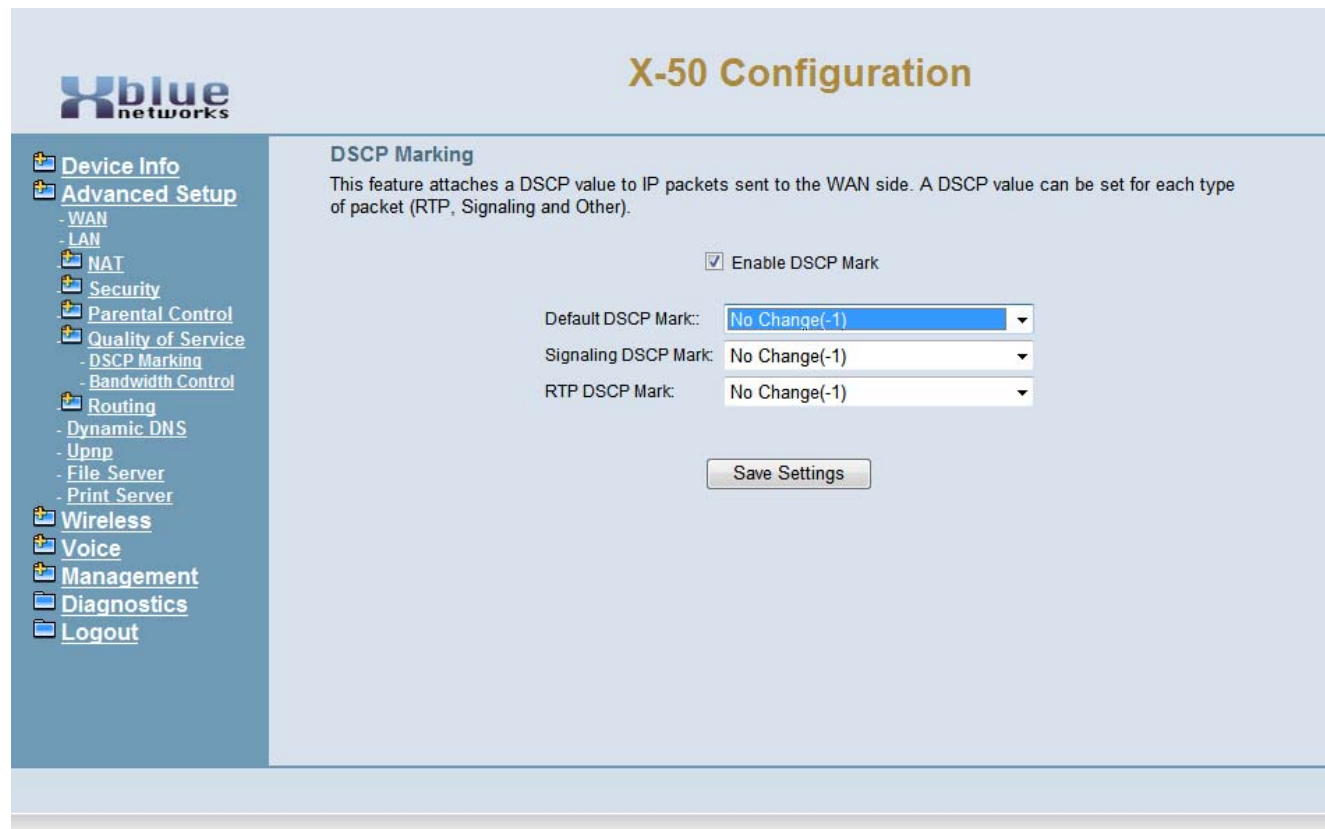 Xblue
networks
X-50 Configuration
Device Info
Advanced Setup
- WAN
- LAN
NAT
Security
Parental Control
Quality of Service
- DSCP Marking
- Bandwidth Control
Routing
- Dynamic DNS
- Upnp
- File Server
- Print Server
Wireless
Voice
Management
Diagnostics
Logout
DSCP Marking
This feature attaches a DSCP value to IP packets sent to the WAN side. A DSCP value can be set for each type
of packet (RTP, Signaling and Other).
Enable DSCP Mark
Default DSCP Mark:: No Change(-1)
Signaling DSCP Mark: No Change(-1)
RTP DSCP Mark: No Change(-1)
Save Settings